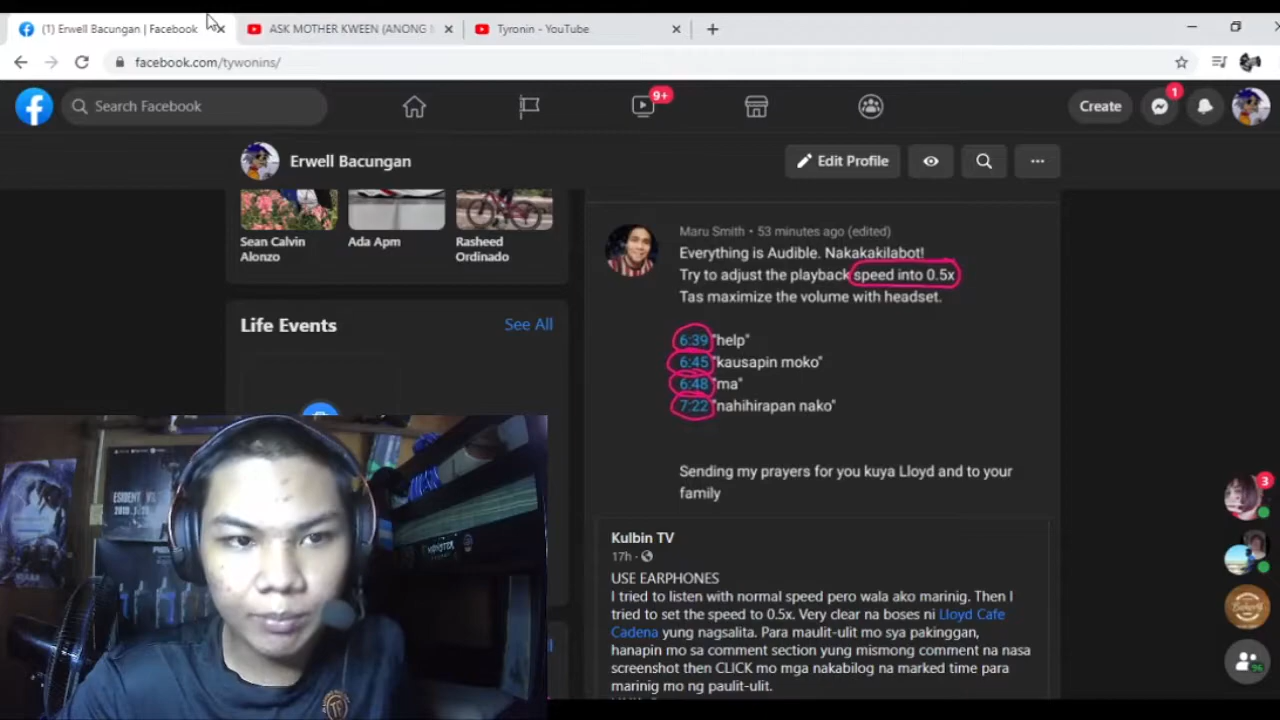 (1) Erwell Bacungan | Facebook
ASK MOTHER KWEEN (ANONG
Tyronin - YouTube
facebook.com/tywonins/
Search Facebook
9+
Create
1
Erwell Bacungan
Edit Profile
Sean Calvin
Alonzo
Ada Apm
Rasheed
Ordinado
Life Events
See All
Maru Smith • 53 minutes ago (edited)
Everything is Audible. Nakakakilabot!
Try to adjust the playback speed into 0.5x
Tas maximize the volume with headset.
6:39 "help"
6:45 "kausapin moko"
6:48 "ma"
7:22 "nahihirapan nako"
Sending my prayers for you kuya Lloyd and to your
family
Kulbin TV
17h
USE EARPHONES
I tried to listen with normal speed pero wala ako marinig. Then I
tried to set the speed to 0.5x. Very clear na boses ni Lloyd Cafe
Cadena yung nagsalita. Para maulit-ulit mo sya pakinggan,
hanapin mo sa comment section yung mismong comment na nasa
screenshot then CLICK mo mga nakabilog na marked time para
marinig mo ng paulit-ulit.
3
96
ESIDENT VII
MONSTER